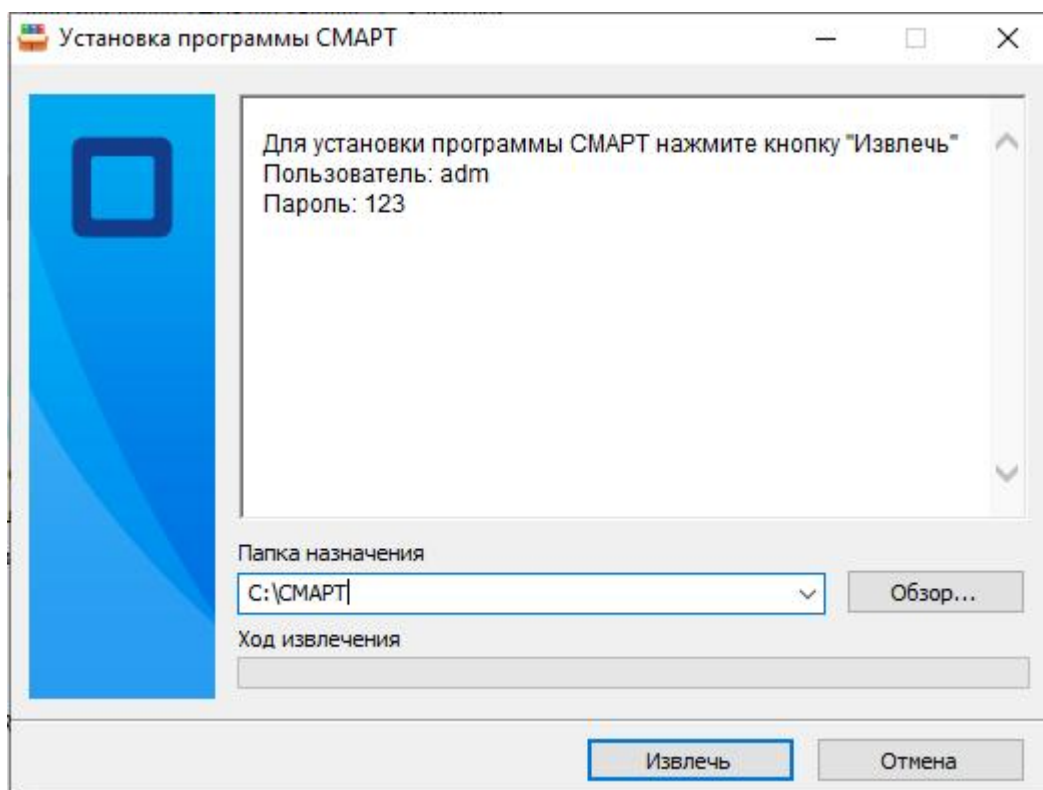 Установка программы СМАРТ
Для установки программы СМАРТ нажмите кнопку "Извлечь"
Пользователь: adm
Пароль: 123
Папка назначения
C:\СМАРТ
Обзор...
Ход извлечения
Извлечь
Отмена